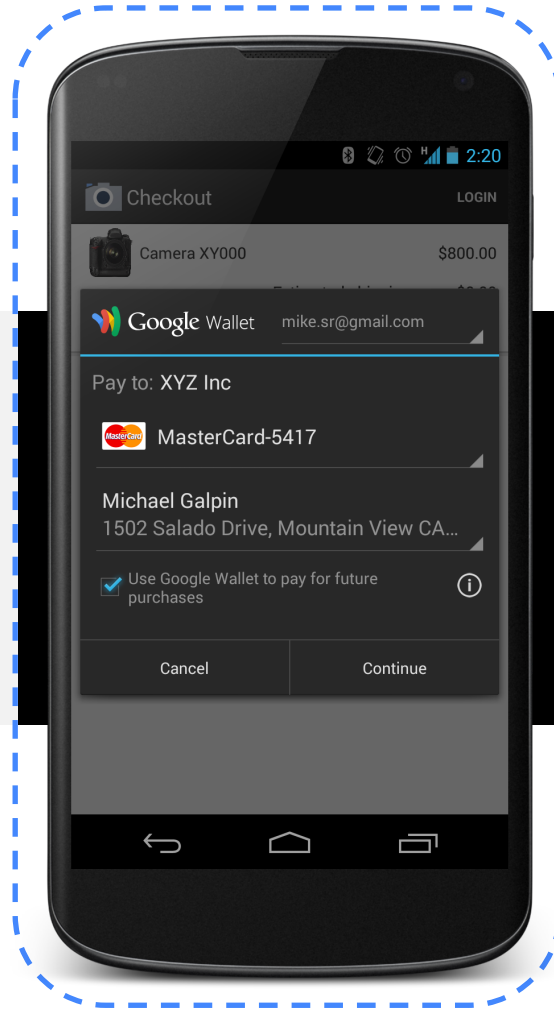 2:20
Checkout
LOGIN
Camera XY000 $800.00
Google Wallet mike.sr@gmail.com
Pay to: XYZ Inc
MasterCard MasterCard-5417
Michael Galpin
1502 Salado Drive, Mountain View CA...
Use Google Wallet to pay for future
purchases
Cancel Continue